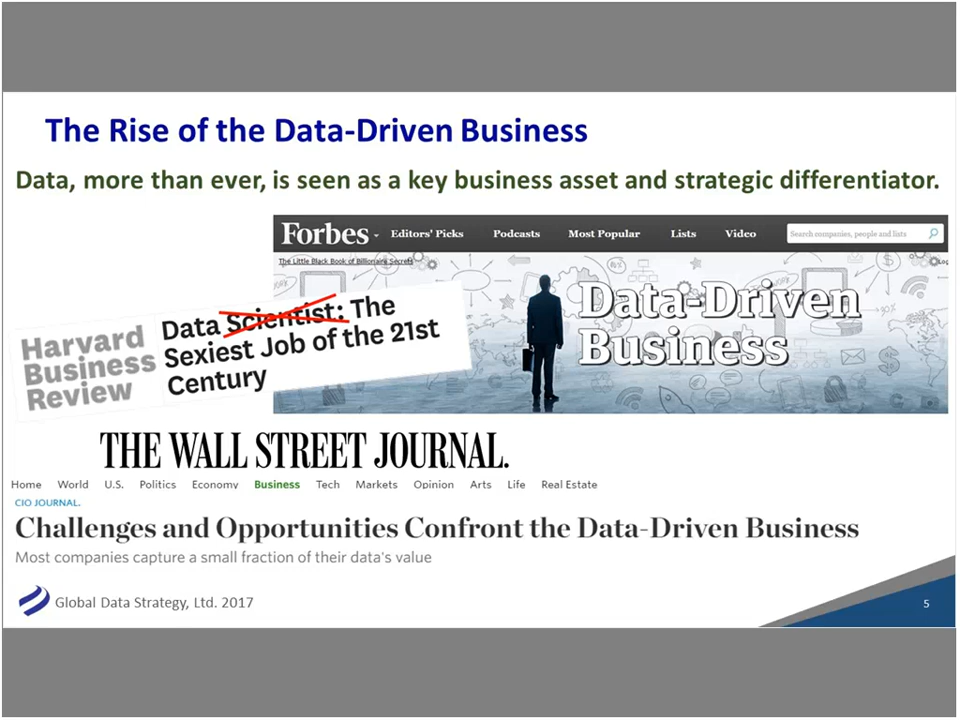 The Rise of the Data-Driven Business
Data, more than ever, is seen as a key business asset and strategic differentiator.
Forbes Editors' Picks Podcasts Most Popular Lists Video Search companies, people and lists
The Little Black Book of Billionaire Secrets
Log
Data-Driven
Business
Harvard
Business
Review
Data Scientist: The
Sexiest Job of the 21st
Century
THE WALL STREET JOURNAL.
Home World U.S. Politics Economy Business Tech Markets Opinion Arts Life Real Estate
CIO JOURNAL.
Challenges and Opportunities Confront the Data-Driven Business
Most companies capture a small fraction of their data's value
Global Data Strategy, Ltd. 2017
5